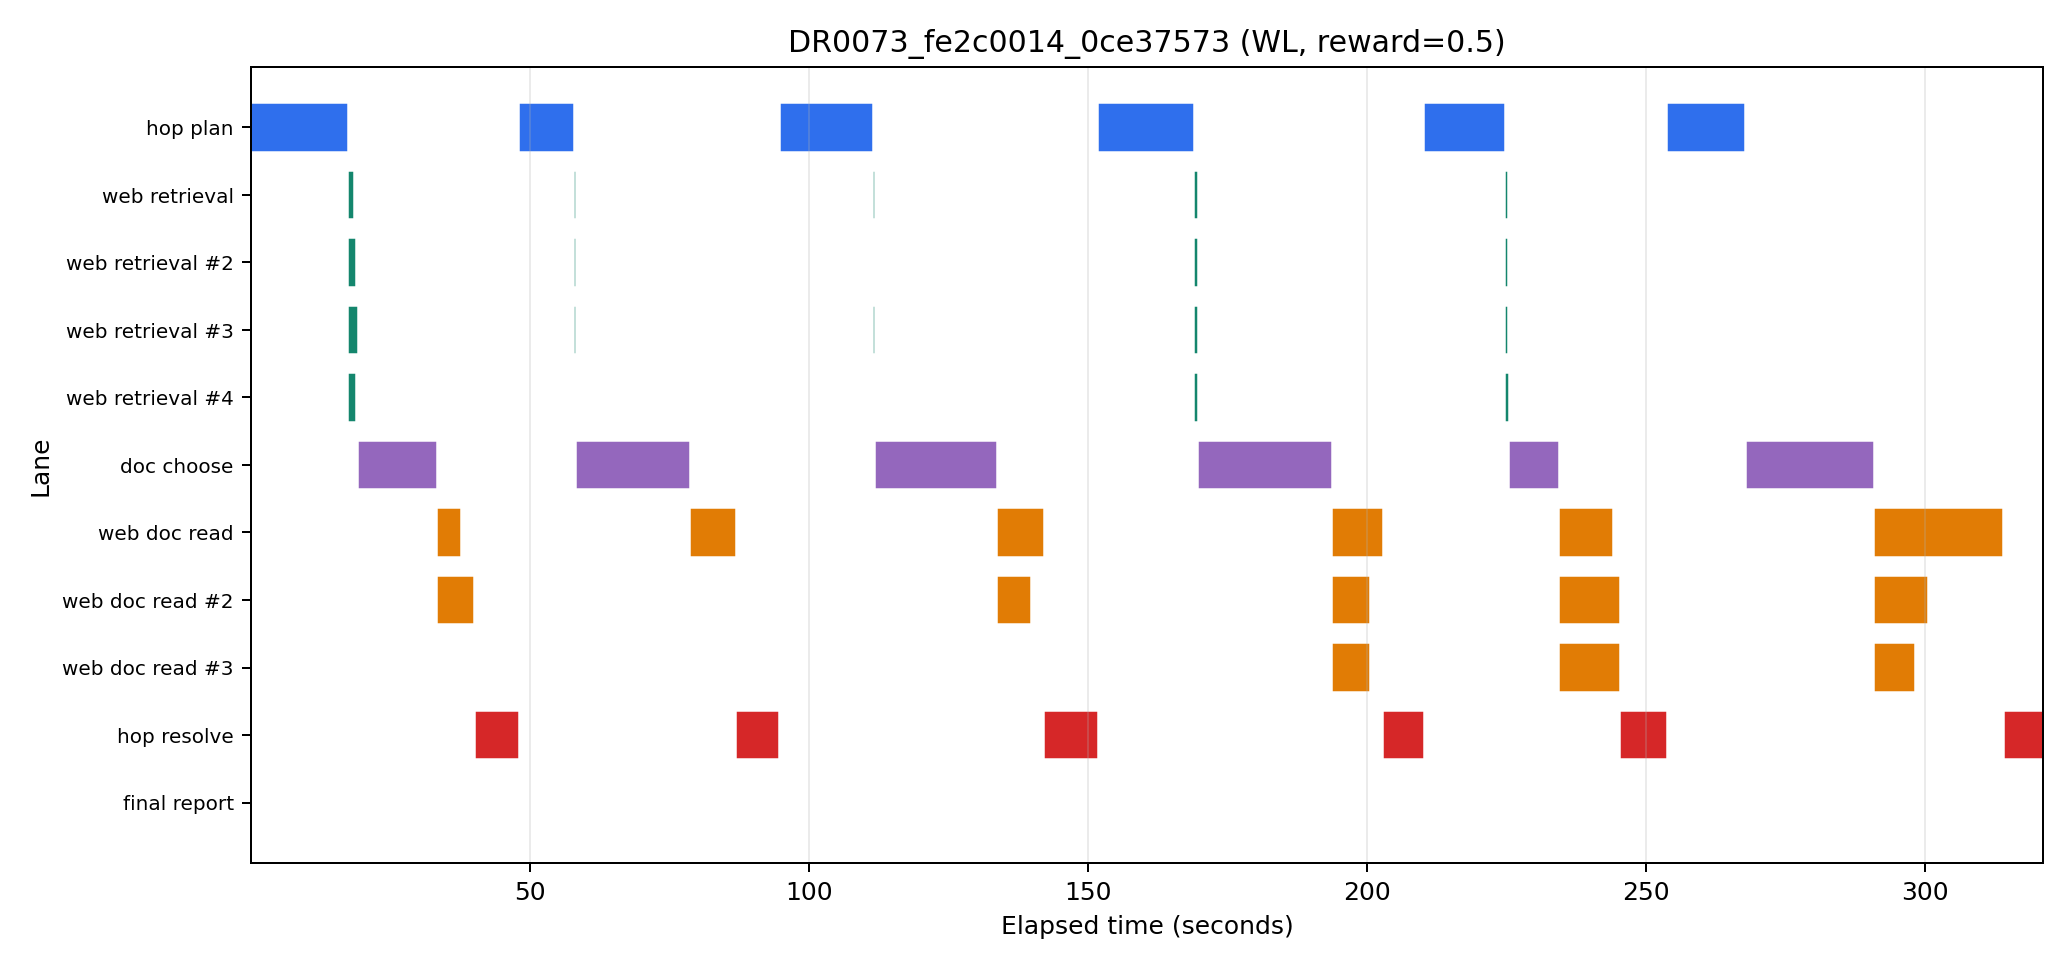 DR0073_fe2c0014_0ce37573 (WL, reward=0.5)
hop plan
web retrieval
web retrieval #2
web retrieval #3
web retrieval #4
doc choose
web doc read
web doc read #2
web doc read #3
hop resolve
final report
Lane
50 100 150 200 250 300
Elapsed time (seconds)